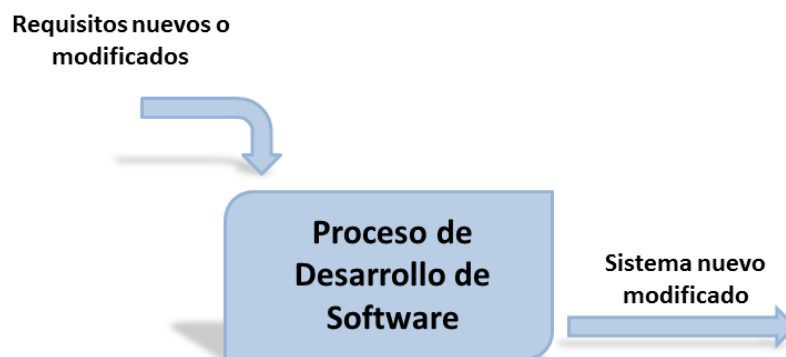 Requisitos nuevos o
modificados
Proceso de
Desarrollo de
Software
Sistema nuevo
modificado